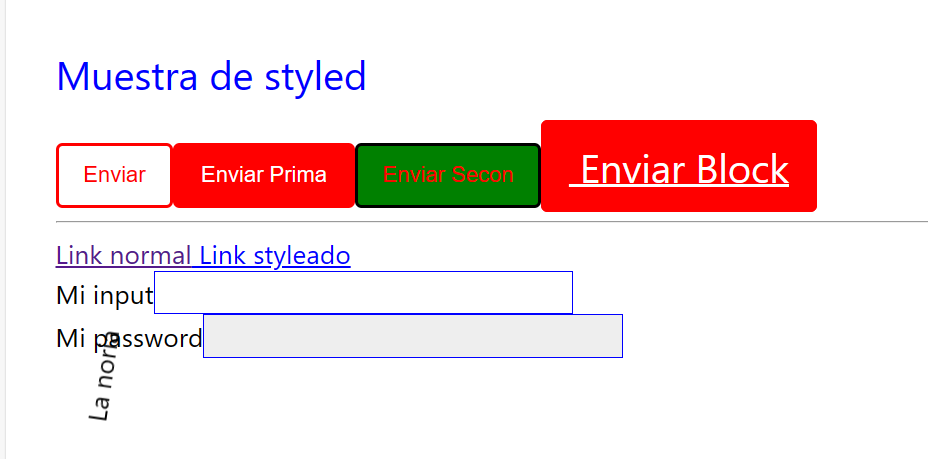 Muestra de styled
Enviar Enviar Prima Enviar Secon Enviar Block
Link normal Link styleado
Mi input
Mi password
La noria